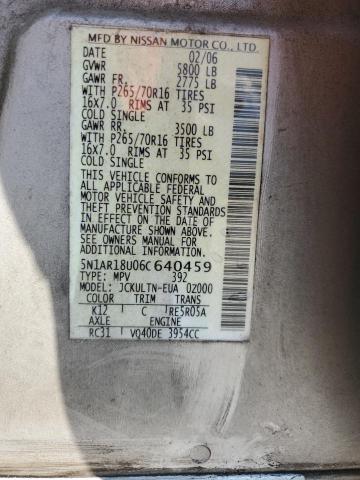 MFD BY NISSAN MOTOR CO., LTD.
DATE 02/06
GVWR 5800 LB
GAWR FR. 2775 LB
WITH P265/70R16 TIRES
16X7.0 RIMS AT 35 PSI
COLD SINGLE
GAWR RR. 3500 LB
WITH P265/70R16 TIRES
16X7.0 RIMS AT 35 PSI
COLD SINGLE
THIS VEHICLE CONFORMS TO
ALL APPLICABLE FEDERAL
MOTOR VEHICLE SAFETY AND
THEFT PREVENTION STANDARDS
IN EFFECT ON THE DATE OF
MANUFACTURE SHOWN ABOVE.
SEE OWNERS MANUAL FOR
ADDITIONAL INFORMATION.
5N1AR18U06C640459
TYPE: MPV 392
MODEL: JCKULTN-EUA 0Z000
COLOR TRIM TRANS
K12 C RE5R05A
AXLE ENGINE
RC31 VQ40DE 3954CC